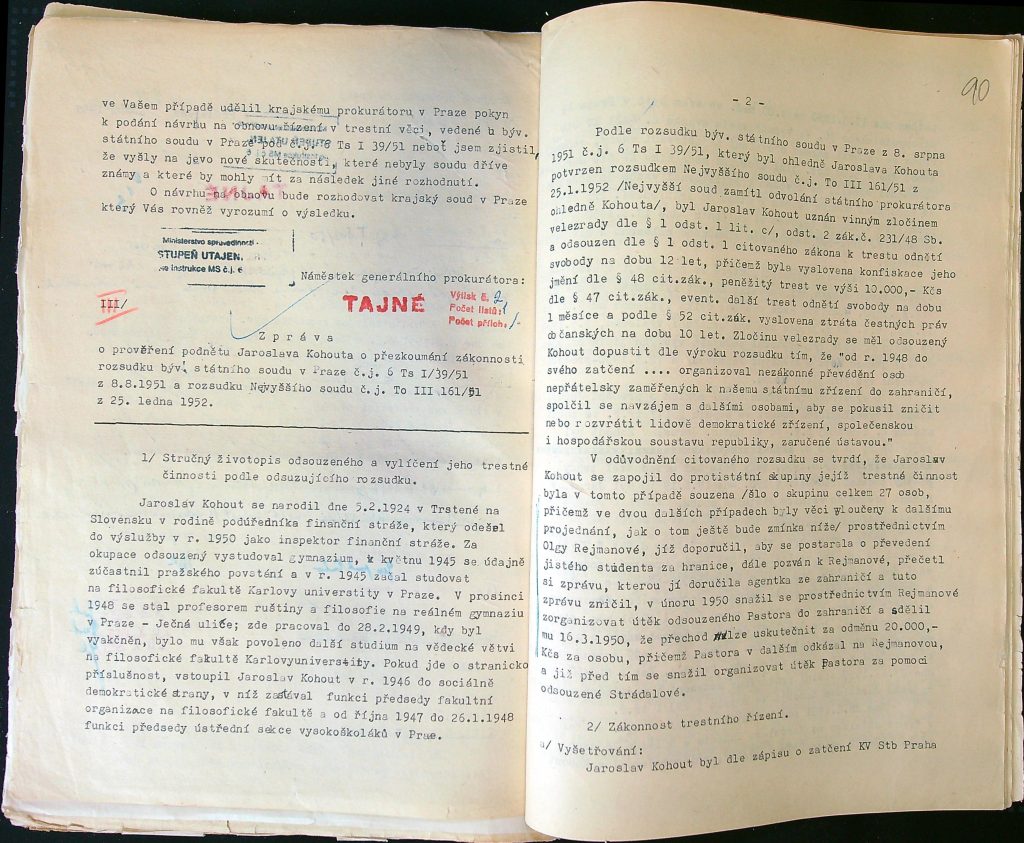 ve Vašem případě udělil krajskému prokurátoru v Praze pokyn
k podání návrhu na obnovu řízení v trestní věci, vedené u býv.
státního soudu v Praze pod č.j. 6 Ts I 39/51 neboť jsem zjistil,
že vyšly na jevo nové skutečnosti, které nebyly soudu dříve
známy a které by mohly mít za následek jiné rozhodnutí.
O návrhu na obnovu bude rozhodovat krajský soud v Praze
který Vás rovněž vyrozumí o výsledku.
Ministerstvo spravedlnosti
STUPEŇ UTAJEN.
Instrukce MS č.j. 6
Náměstek generálního prokurátora:
III/
TAJNÉ
Výtisk č. 2
Počet listů: 1
Počet příloh: /-
Zpráva
o prověření podnětu Jaroslava Kohouta o přezkoumání zákonnosti
rozsudku býv. státního soudu v Praze č.j. 6 Ts I/39/51
z 8.8.1951 a rozsudku Nejvyššího soudu č.j. To III 161/51
z 25. ledna 1952.
1/ Stručný životopis odsouzeného a vylíčení jeho trestné
činnosti podle odsuzujícího rozsudku.
Jaroslav Kohout se narodil dne 5.2.1924 v Trstené na
Slovensku v rodině podúředníka finanční stráže, který odešel
do výslužby v r. 1950 jako inspektor finanční stráže. Za
okupace odsouzený vystudoval gymnazium, v květnu 1945 se údajně
zúčastnil pražského povstání a v r. 1945 začal studovat
na filosofické fakultě Karlovy universtity v Praze. V prosinci
1948 se stal profesorem ruštiny a filosofie na reálném gymnaziu
v Praze - Ječná ulice; zde pracoval do 28.2.1949, kdy byl
vyakčněn, bylo mu však povoleno další studium na vědecké větvi
na filosofické fakultě Karlovyuniverstity. Pokud jde o stranicko
příslušnost, vstoupil Jaroslav Kohout v r. 1946 do sociálně
demokratické strany, v níž zastával funkci předsedy fakultní
organizace na filosofické fakultě a od října 1947 do 26.1.1948
funkci předsedy ústřední sekce vysokoškoláků v Praze.
90
- 2 -
Podle rozsudku býv. státního soudu v Praze z 8. srpna
1951 č.j. 6 Ts I 39/51, který byl ohledně Jaroslava Kohouta
potvrzen rozsudkem Nejvyššího soudu č.j. To III 161/51 z
25.1.1952 /Nejvyšší soud zamítl odvolání státního prokurátora
ohledně Kohouta/, byl Jaroslav Kohout uznán vinným zločinem
velezrady dle § 1 odst. 1 lit. c/, odst. 2 zák.č. 231/48 Sb.
a odsouzen dle § 1 odst. 1 citovaného zákona k trestu odnětí
svobody na dobu 12 let, přičemž byla vyslovena konfiskace jeho
jmění dle § 48 cit.zák., peněžitý trest ve výši 10.000,- Kčs
dle § 47 cit.zák., event. další trest odnětí svobody na dobu
1 měsíce a podle § 52 cit.zák. vyslovena ztráta čestných práv
občanských na dobu 10 let. Zločinu velezrady se měl odsouzený
Kohout dopustit dle výroku rozsudku tím, že "od r. 1948 do
svého zatčení .... organizoval nezákonné převádění osob
nepřátelsky zaměřených k našemu státnímu zřízení do zahraničí,
spolčil se navzájem s dalšími osobami, aby se pokusil zničit
nebo rozvrátit lidově demokratické zřízení, společenskou
i hospodářskou soustavu republiky, zaručené ústavou."
V odůvodnění citovaného rozsudku se tvrdí, že Jaroslav
Kohout se zapojil do protistátní skupiny jejíž trestná činnost
byla v tomto případě souzena /šlo o skupinu celkem 27 osob,
přičemž ve dvou dalších případech byly věci vyloučeny k dalšímu
projednání, jak o tom ještě bude zmínka níže/ prostřednictvím
Olgy Rejmanové, jíž doporučil, aby se postarala o převedení
jistého studenta za hranice, dále pozván k Rejmanové, přečetl
si zprávu, kterou jí doručila agentka ze zahraničí a tuto
zprávu zničil, v únoru 1950 snažil se prostřednictvím Rejmanové
zorganizovat útěk odsouzeného Pastora do zahraničí a sdělil
mu 16.3.1950, že přechod lze uskutečnit za odměnu 20.000,-
Kčs za osobu, přičemž Pastora v dalším odkázal na Rejmanovou,
a již před tím se snažil organizovat útěk Pastora za pomoci
odsouzené Strádalové.
2/ Zákonnost trestního řízení.
a/ Vyšetřování:
Jaroslav Kohout byl dle zápisu o zatčení KV Stb Praha